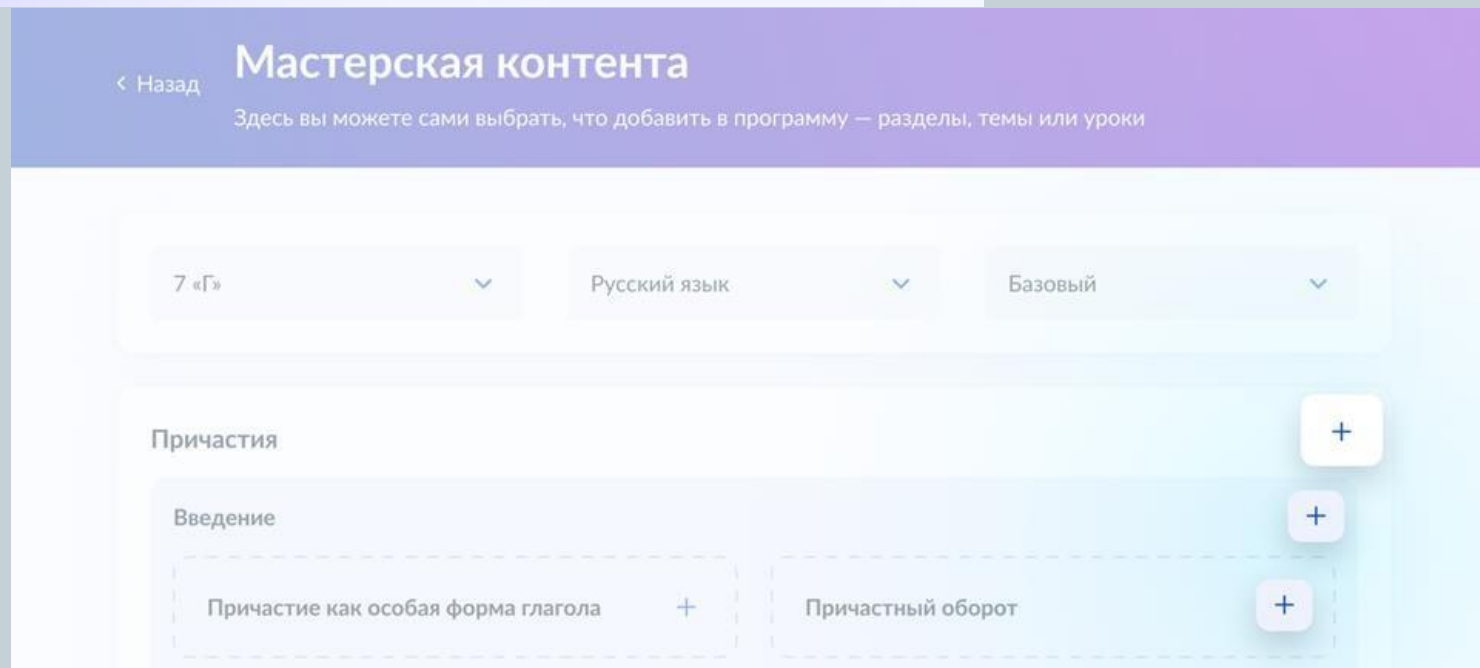 Назад
Мастерская контента
Здесь вы можете сами выбрать, что добавить в программу — разделы, темы или уроки
7 «Г»
Русский язык
Базовый
Причастия
Введение
Причастие как особая форма глагола
Причастный оборот